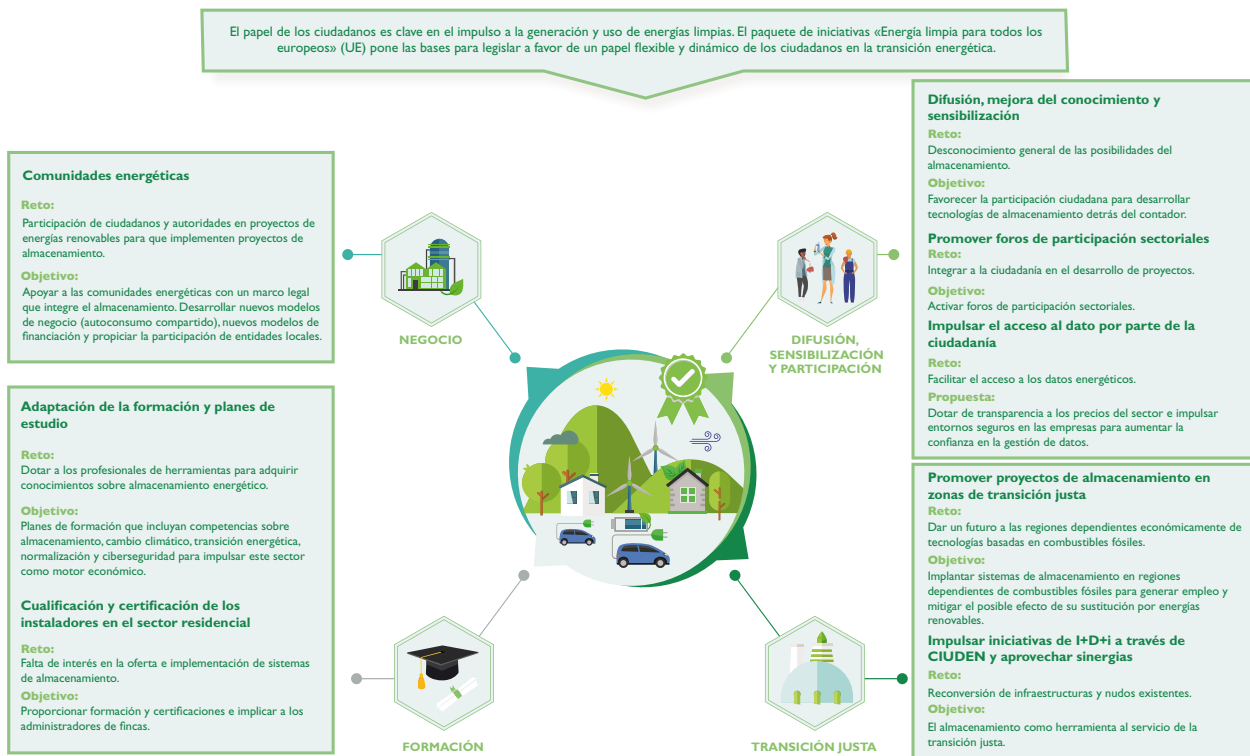 El papel de los ciudadanos es clave en el impulso a la generación y uso de energías limpias. El paquete de iniciativas «Energía limpia para todos los
europeos» (UE) pone las bases para legislar a favor de un papel flexible y dinámico de los ciudadanos en la transición energética.
Comunidades energéticas
Reto:
Participación de ciudadanos y autoridades en proyectos de
energías renovables para que implementen proyectos de
almacenamiento.
Objetivo:
Apoyar a las comunidades energéticas con un marco legal
que integre el almacenamiento. Desarrollar nuevos modelos
de negocio (autoconsumo compartido), nuevos modelos de
financiación y propiciar la participación de entidades locales.
NEGOCIO
Adaptación de la formación y planes de
estudio
Reto:
Dotar a los profesionales de herramientas para adquirir
conocimientos sobre almacenamiento energético.
Objetivo:
Planes de formación que incluyan competencias sobre
almacenamiento, cambio climático, transición energética,
normalización y ciberseguridad para impulsar este sector
como motor económico.
Cualificación y certificación de los
instaladores en el sector residencial
Reto:
Falta de interés en la oferta e implementación de sistemas
de almacenamiento.
Objetivo:
Proporcionar formación y certificaciones e implicar a los
administradores de fincas.
FORMACIÓN
DIFUSIÓN,
SENSIBILIZACIÓN
Y PARTICIPACIÓN
Difusión, mejora del conocimiento y
sensibilización
Reto:
Desconocimiento general de las posibilidades del
almacenamiento.
Objetivo:
Favorecer la participación ciudadana para desarrollar
tecnologías de almacenamiento detrás del contador.
Promover foros de participación sectoriales
Reto:
Integrar a la ciudadanía en el desarrollo de proyectos.
Objetivo:
Activar foros de participación sectoriales.
Impulsar el acceso al dato por parte de la
ciudadanía
Reto:
Facilitar el acceso a los datos energéticos.
Propuesta:
Dotar de transparencia a los precios del sector e impulsar
entornos seguros en las empresas para aumentar la
confianza en la gestión de datos.
TRANSICIÓN JUSTA
Promover proyectos de almacenamiento en
zonas de transición justa
Reto:
Dar un futuro a las regiones dependientes económicamente de
tecnologías basadas en combustibles fósiles.
Objetivo:
Implantar sistemas de almacenamiento en regiones
dependientes de combustibles fósiles para generar empleo y
mitigar el posible efecto de su sustitución por energías
renovables.
Impulsar iniciativas de I+D+i a través de
CIUDEN y aprovechar sinergias
Reto:
Reconversión de infraestructuras y nudos existentes.
Objetivo:
El almacenamiento como herramienta al servicio de la
transición justa.